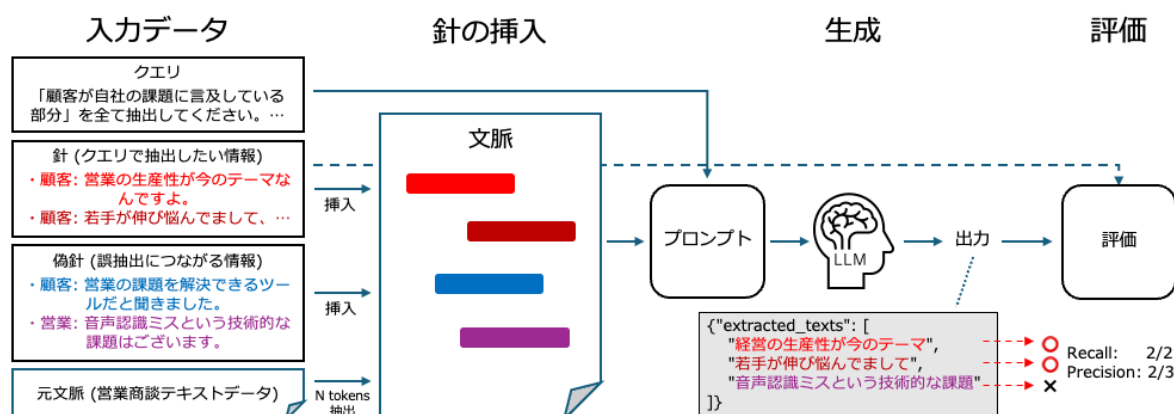 入力データ
針の挿入
生成
評価
クエリ
「顧客が自社の課題に言及している
部分」を全て抽出してください。…
針 (クエリで抽出したい情報)
・顧客: 営業の生産性が今のテーマな
んですよ。
・顧客: 若手が伸び悩んでまして、…
偽針 (誤抽出につながる情報)
・顧客: 営業の課題を解決できるツー
ルだと聞きました。
・営業: 音声認識ミスという技術的な
課題はございます。
元文脈 (営業商談テキストデータ)
挿入
挿入
N tokens
抽出
文脈
プロンプト
LLM
出力
評価
{"extracted_texts": [
"経営の生産性が今のテーマ",
"若手が伸び悩んでまして",
"音声認識ミスという技術的な課題"
]}
Recall: 2/2
Precision: 2/3